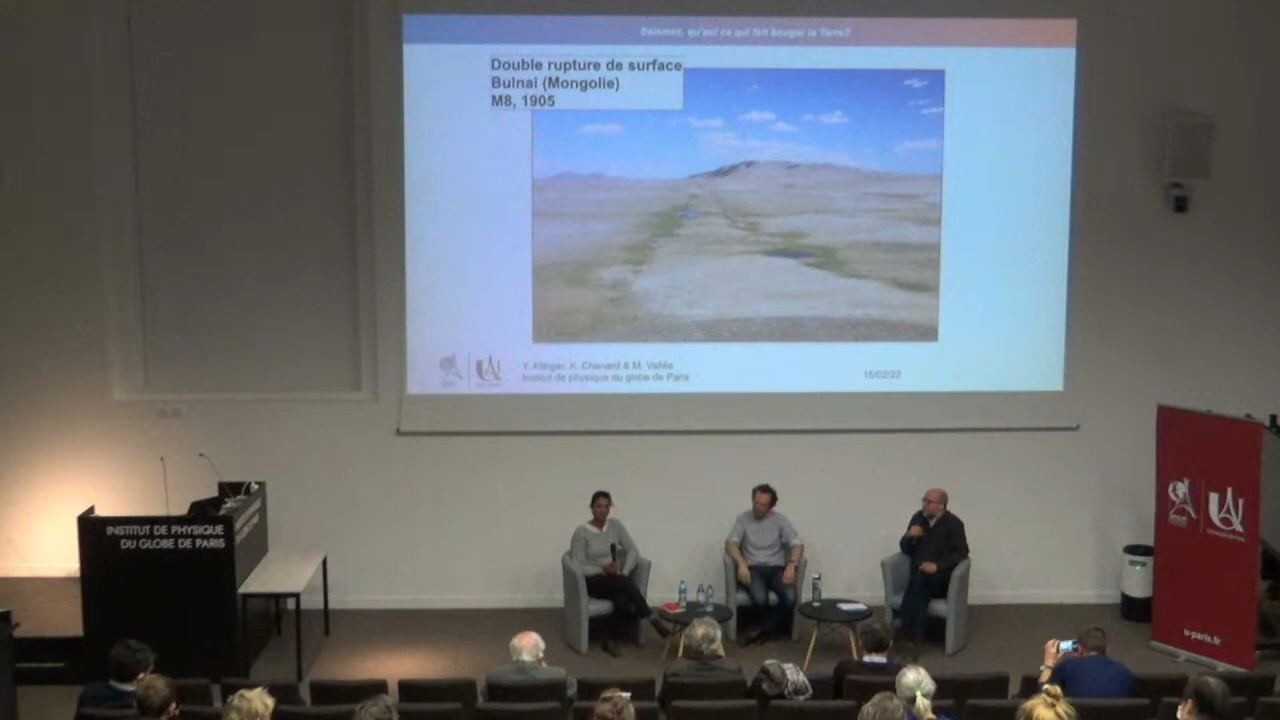 Séismes, qu'est ce qui fait bouger la Terre?
Double rupture de surface
Bulnai (Mongolie)
M8, 1905
Y. Klinger, K. Chanard & M. Vallée
Institut de physique du globe de Paris
15/02/22
INSTITUT DE PHYSIQUE
DU GLOBE DE PARIS
u-paris.fr